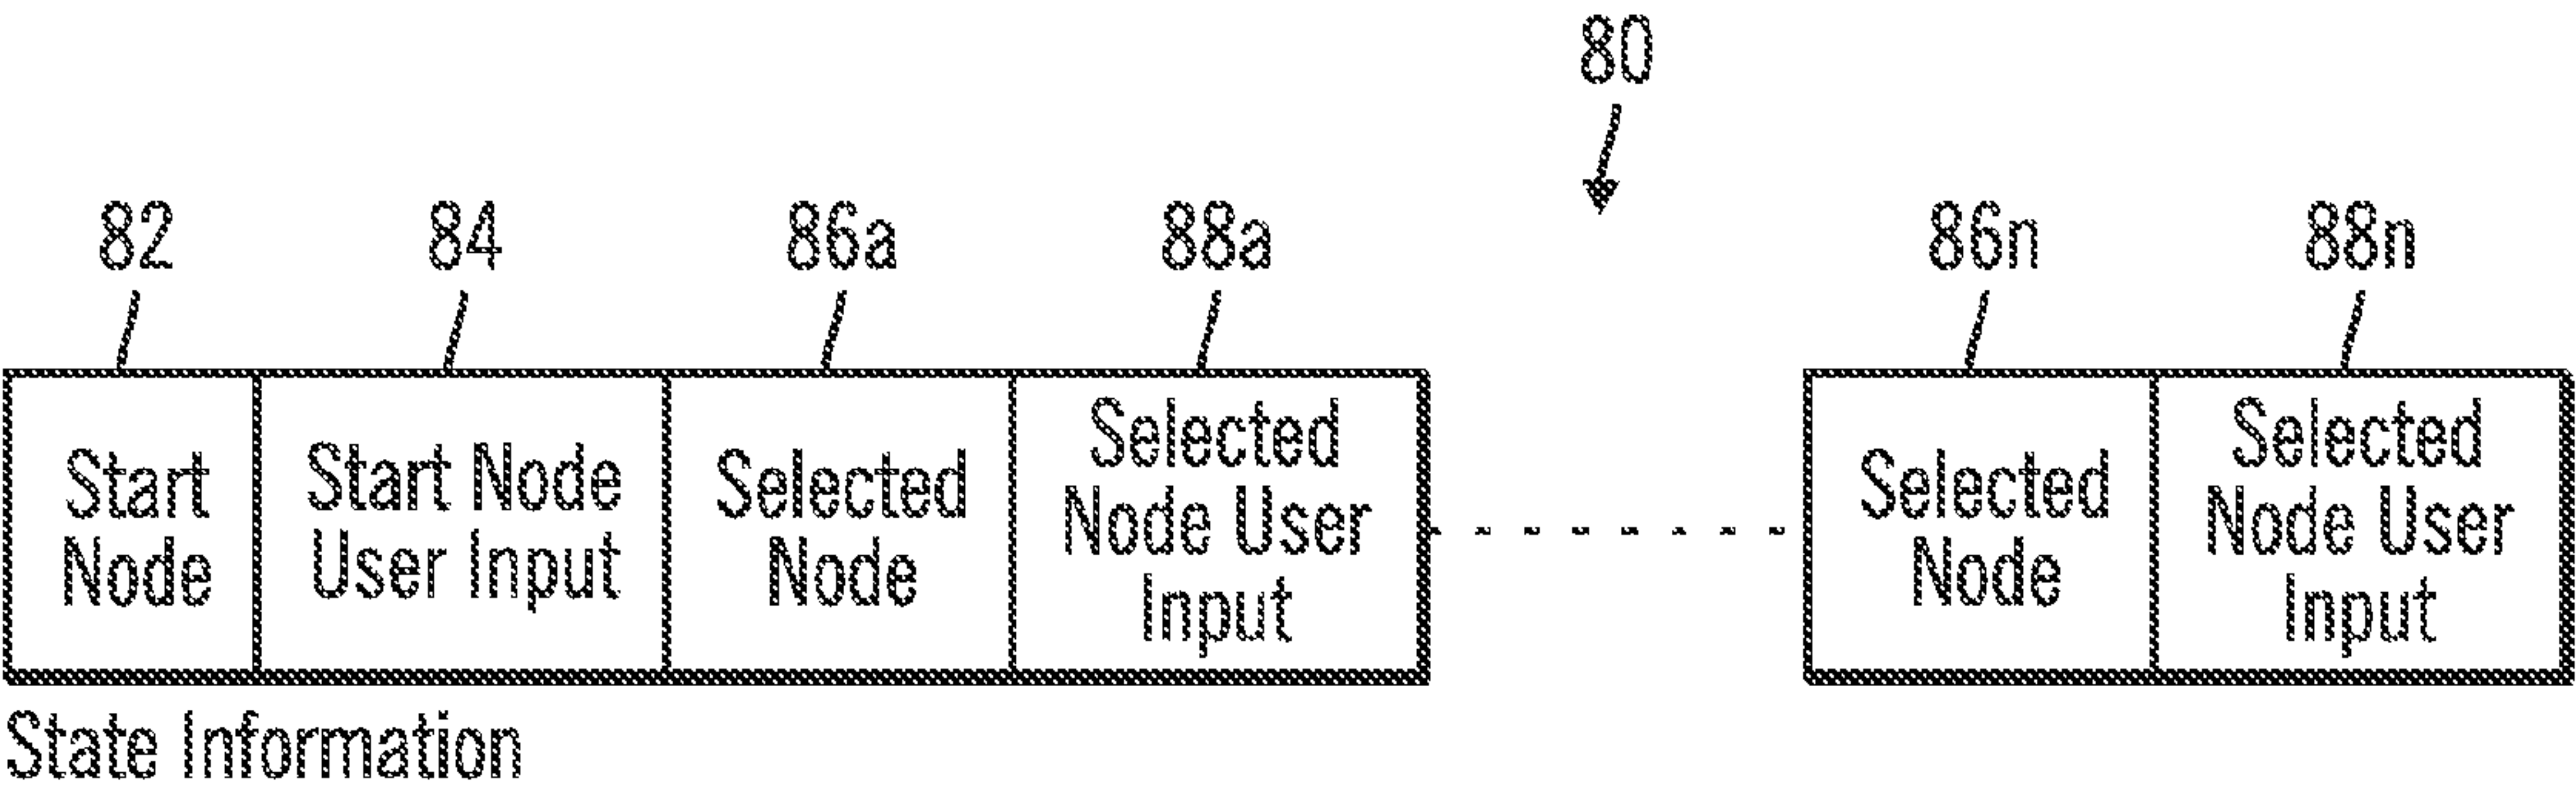 80
82
84
86a
88a
86n
88n
Start
Node
Start Node
User Input
Selected
Node
Selected
Node User
Input
Selected
Node
Selected
Node User
Input
State Information